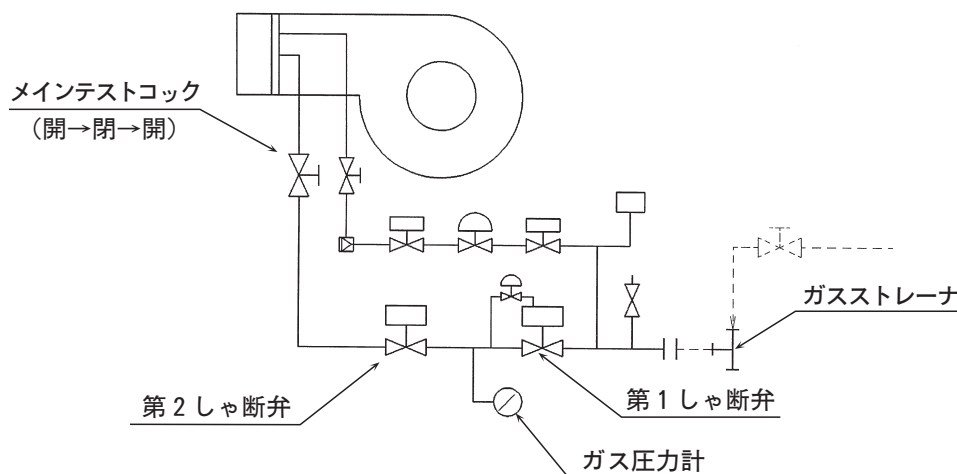 メインテストコック
（開→閉→開）
ガスストレーナ
第2しゃ断弁
第1しゃ断弁
ガス圧力計